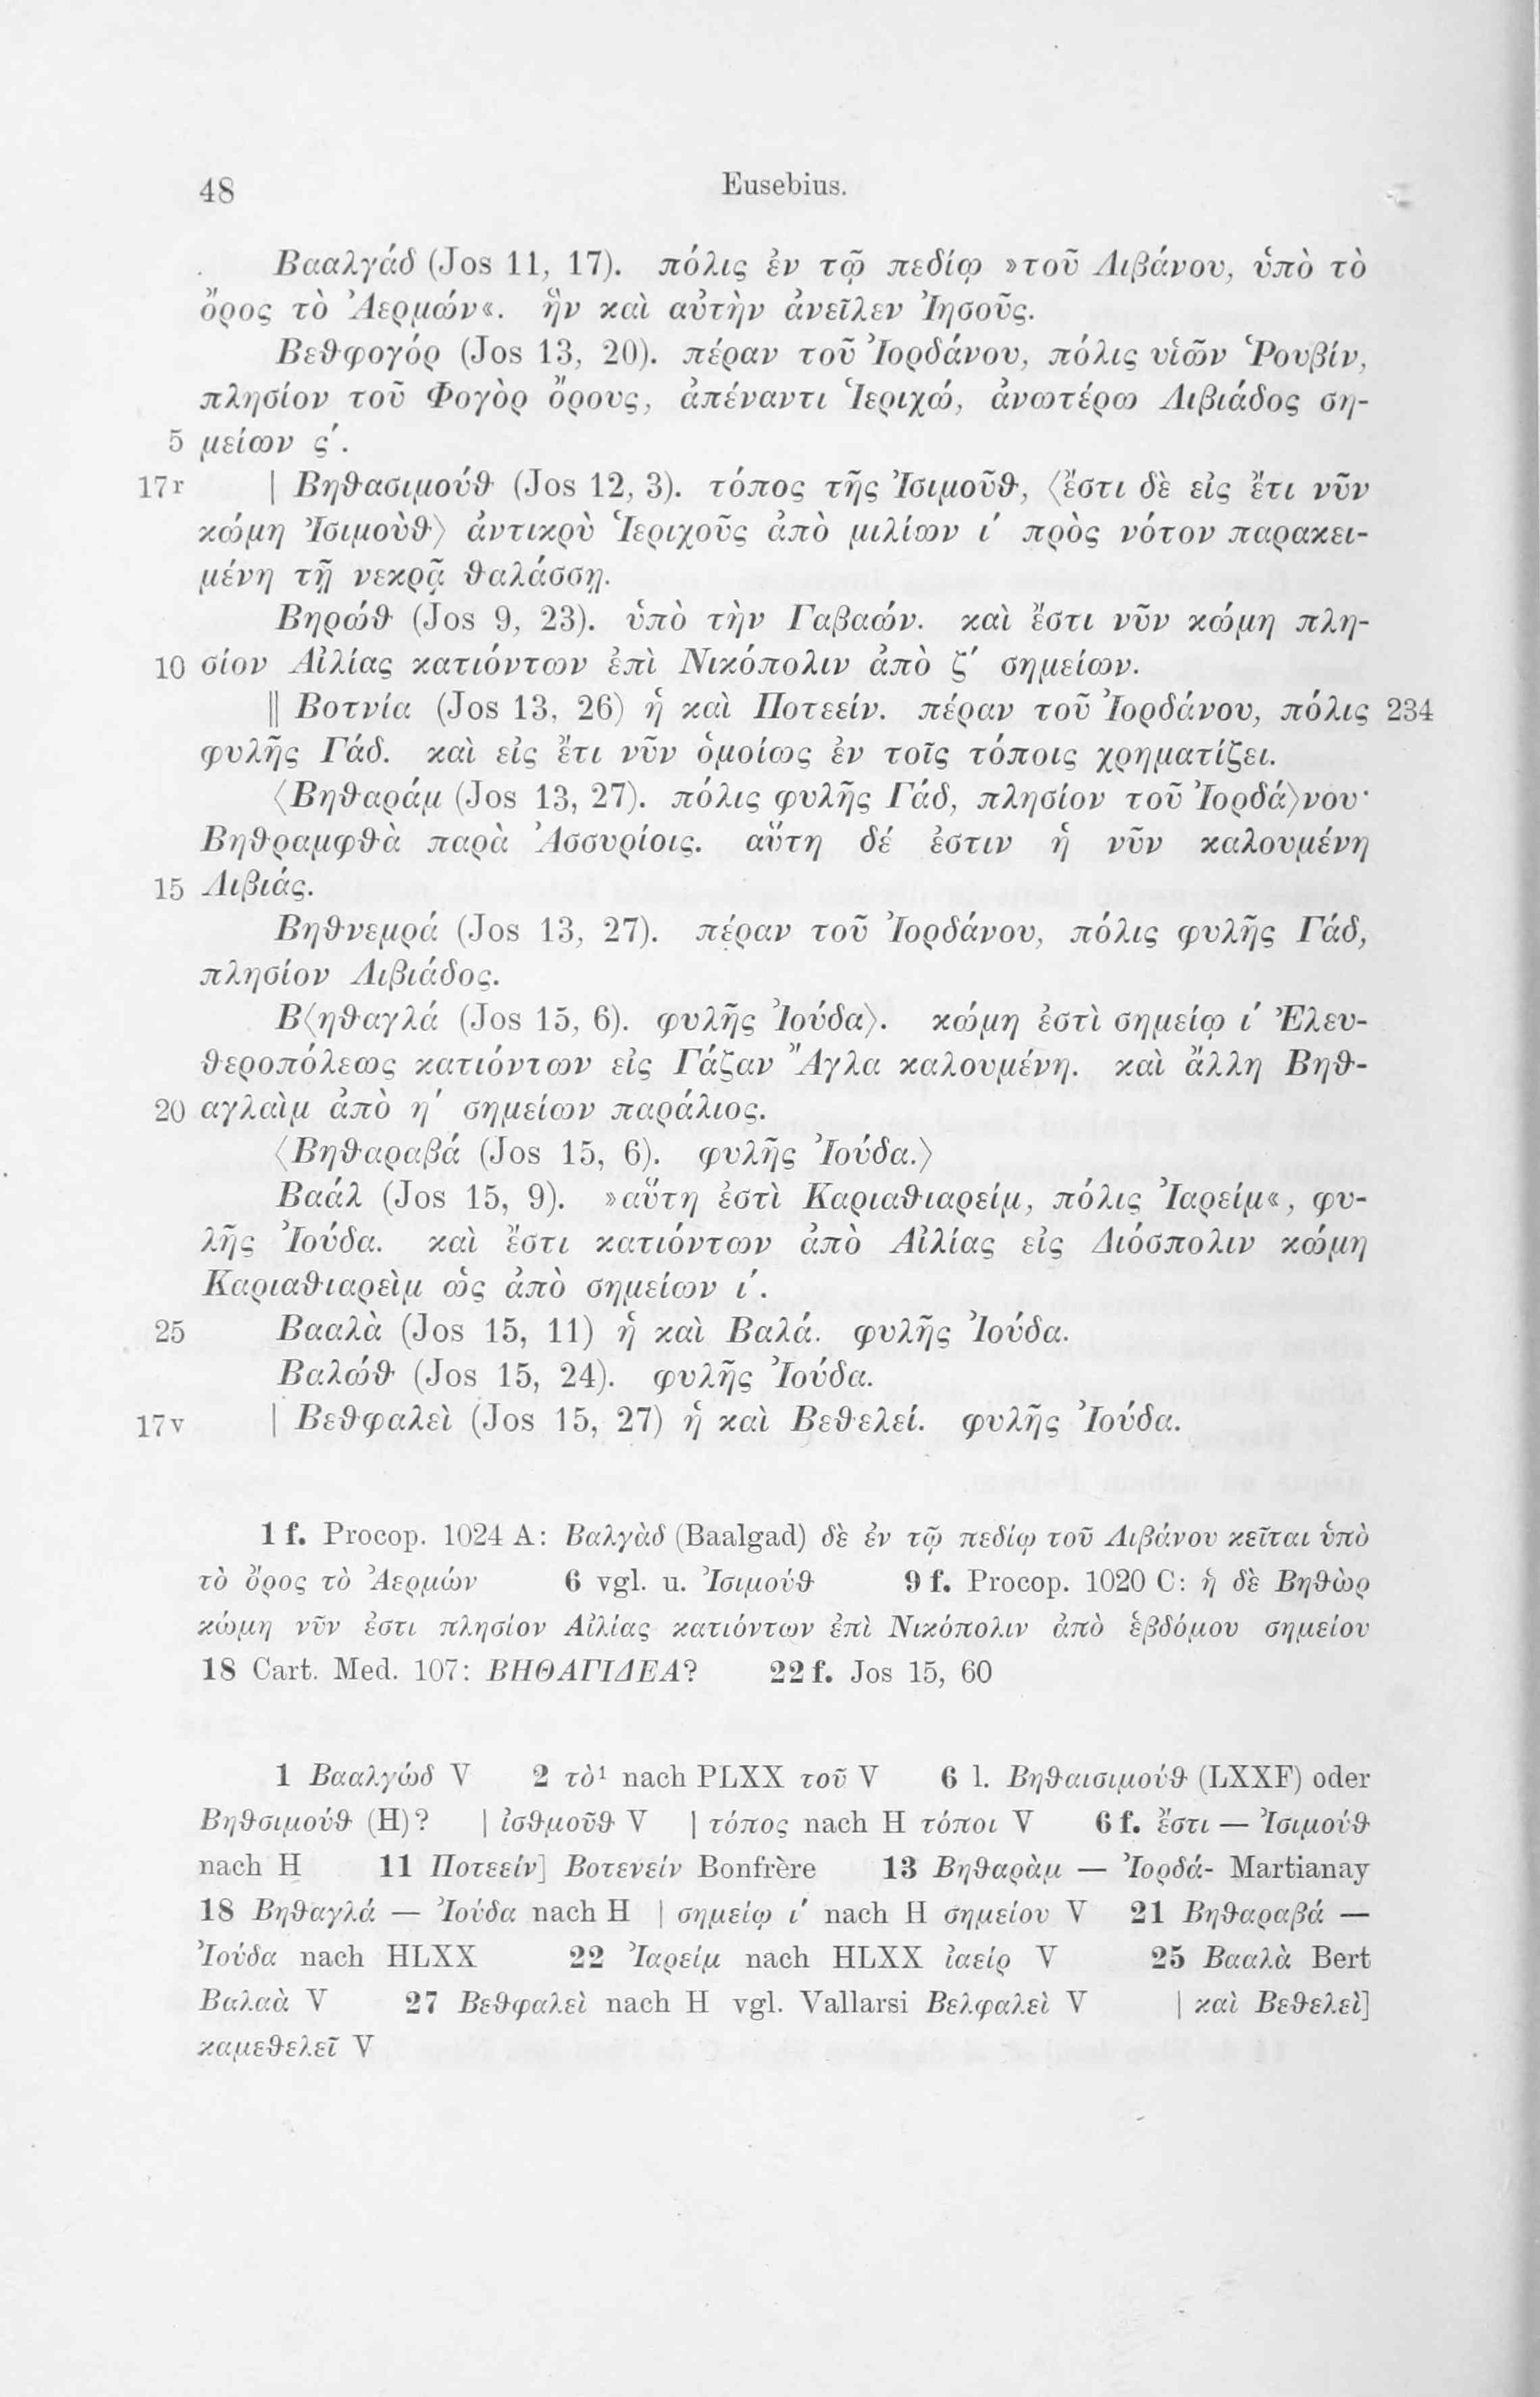 48 Eusebius.
Βααλγάδ (Jos 11, 17). πόλις ἐν τῷ πεδίῳ »τοῦ Λιβάνου, ὑπὸ τὸ
ὄρος τὸ Ἀερμών«. ἣν καὶ αὐτὴν ἀνεῖλεν Ἰησοῦς.
Βεθφογόρ (Jos 13, 20). πέραν τοῦ Ἰορδάνου, πόλις υἱῶν Ῥουβίν,
πλησίον τοῦ Φογὸρ ὄρους, ἀπέναντι Ἱεριχώ, ἀνωτέρω Λιβιάδος ση-
5 μείων ϛ´.
17r | Βηθασιμούθ (Jos 12, 3). τόπος τῆς Ἰσιμοῦθ, 〈ἔστι δὲ εἰς ἔτι νῦν
κώμη Ἰσιμοὺθ〉 ἀντικρὺ Ἱεριχοῦς ἀπὸ μιλίων ι´ πρὸς νότον παρακει-
μένη τῇ νεκρᾷ θαλάσσῃ.
Βηρώθ (Jos 9, 23). ὑπὸ τὴν Γαβαών. καὶ ἔστι νῦν κώμη πλη-
10 σίον Αἰλίας κατιόντων ἐπὶ Νικόπολιν ἀπὸ ζ´ σημείων.
‖ Βοτνία (Jos 13, 26) ἡ καὶ Ποτεείν. πέραν τοῦ Ἰορδάνου, πόλις 234
φυλῆς Γάδ. καὶ εἰς ἔτι νῦν ὁμοίως ἐν τοῖς τόποις χρηματίζει.
〈Βηθαράμ (Jos 13, 27). πόλις φυλῆς Γάδ, πλησίον τοῦ Ἰορδά〉νου·
Βηθραμφθὰ παρὰ Ἀσσυρίοις. αὕτη δέ ἐστιν ἡ νῦν καλουμένη
15 Λιβιάς.
Βηθνεμρά (Jos 13, 27). πέραν τοῦ Ἰορδάνου, πόλις φυλῆς Γάδ,
πλησίον Λιβιάδος.
Β〈ηθαγλά (Jos 15, 6). φυλῆς Ἰούδα〉. κώμη ἐστὶ σημείῳ ι´ Ἐλευ-
θεροπόλεως κατιόντων εἰς Γάζαν Ἄγλα καλουμένη. καὶ ἄλλη Βηθ-
20 αγλαὶμ ἀπὸ η´ σημείων παράλιος.
〈Βηθαραβά (Jos 15, 6). φυλῆς Ἰούδα.〉
Βαάλ (Jos 15, 9). »αὕτη ἐστὶ Καριαθιαρείμ, πόλις Ἰαρείμ«, φυ-
λῆς Ἰούδα. καὶ ἔστι κατιόντων ἀπὸ Αἰλίας εἰς Διόσπολιν κώμη
Καριαθιαρεὶμ ὡς ἀπὸ σημείων ι´.
25 Βααλὰ (Jos 15, 11) ἡ καὶ Βαλά. φυλῆς Ἰούδα.
Βαλώθ (Jos 15, 24). φυλῆς Ἰούδα.
17v | Βεθφαλεὶ (Jos 15, 27) ἡ καὶ Βεθελεί. φυλῆς Ἰούδα.
1 f. Procop. 1024 A: Βαλγὰδ (Baalgad) δὲ ἐν τῷ πεδίῳ τοῦ Λιβάνου κεῖται ὑπὸ
τὸ ὄρος τὸ Ἀερμών 6 vgl. u. Ἰσιμούθ 9 f. Procop. 1020 C: ἡ δὲ Βηθὼρ
κώμη νῦν ἐστι πλησίον Αἰλίας κατιόντων ἐπὶ Νικόπολιν ἀπὸ ἑβδόμου σημείου
18 Cart. Med. 107: ΒΗΘΑΓΙΔΕΑ? 22 f. Jos 15, 60
1 Βααλγώδ V 2 τὸ¹ nach PLXX τοῦ V 6 l. Βηθαισιμούθ (LXXF) oder
Βηθσιμούθ (H)? | ἰσθμοῦθ V | τόπος nach H τόποι V 6 f. ἔστι — Ἰσιμούθ
nach H 11 Ποτεείν] Βοτενείν Bonfrère 13 Βηθαρὰμ — Ἰορδά- Martianay
18 Βηθαγλά — Ἰούδα nach H | σημείῳ ι´ nach H σημείου V 21 Βηθαραβά —
Ἰούδα nach HLXX 22 Ἰαρείμ nach HLXX ἰαείρ V 25 Βααλὰ Bert
Βαλαὰ V 27 Βεθφαλεὶ nach H vgl. Vallarsi Βελφαλεὶ V | καὶ Βεθελεὶ]
καμεθελεῖ V